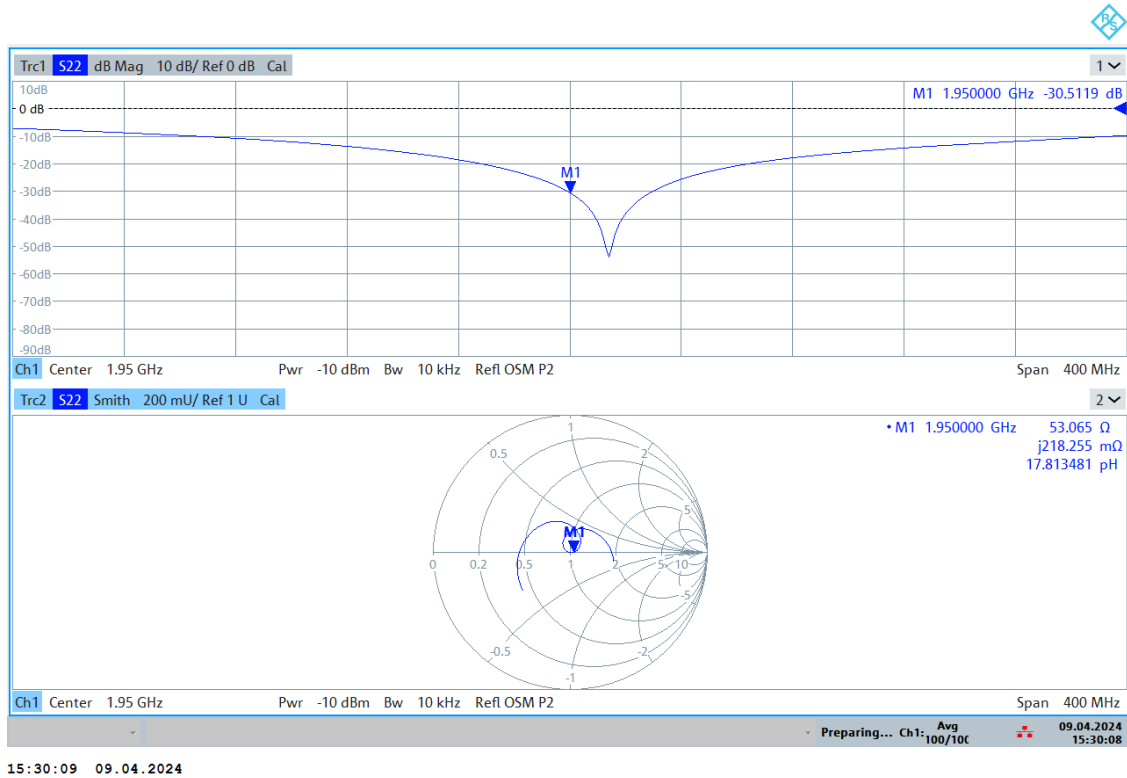 R&S
Trc1 S22 dB Mag 10 dB/ Ref 0 dB Cal 1
M1 1.950000 GHz -30.5119 dB
10dB
0 dB
-10dB
-20dB
-30dB
-40dB
-50dB
-60dB
-70dB
-80dB
-90dB
M1
Ch1 Center 1.95 GHz Pwr -10 dBm Bw 10 kHz Refl OSM P2 Span 400 MHz
Trc2 S22 Smith 200 mU/ Ref 1 U Cal 2
•M1 1.950000 GHz 53.065 Ω
j218.255 mΩ
17.813481 pH
1
0.5 2
5
M1
0 0.2 0.5 1 2 5 10
-5
-0.5 -2
-1
Ch1 Center 1.95 GHz Pwr -10 dBm Bw 10 kHz Refl OSM P2 Span 400 MHz
Preparing... Ch1: Avg 100/100 09.04.2024
15:30:08
15:30:09 09.04.2024